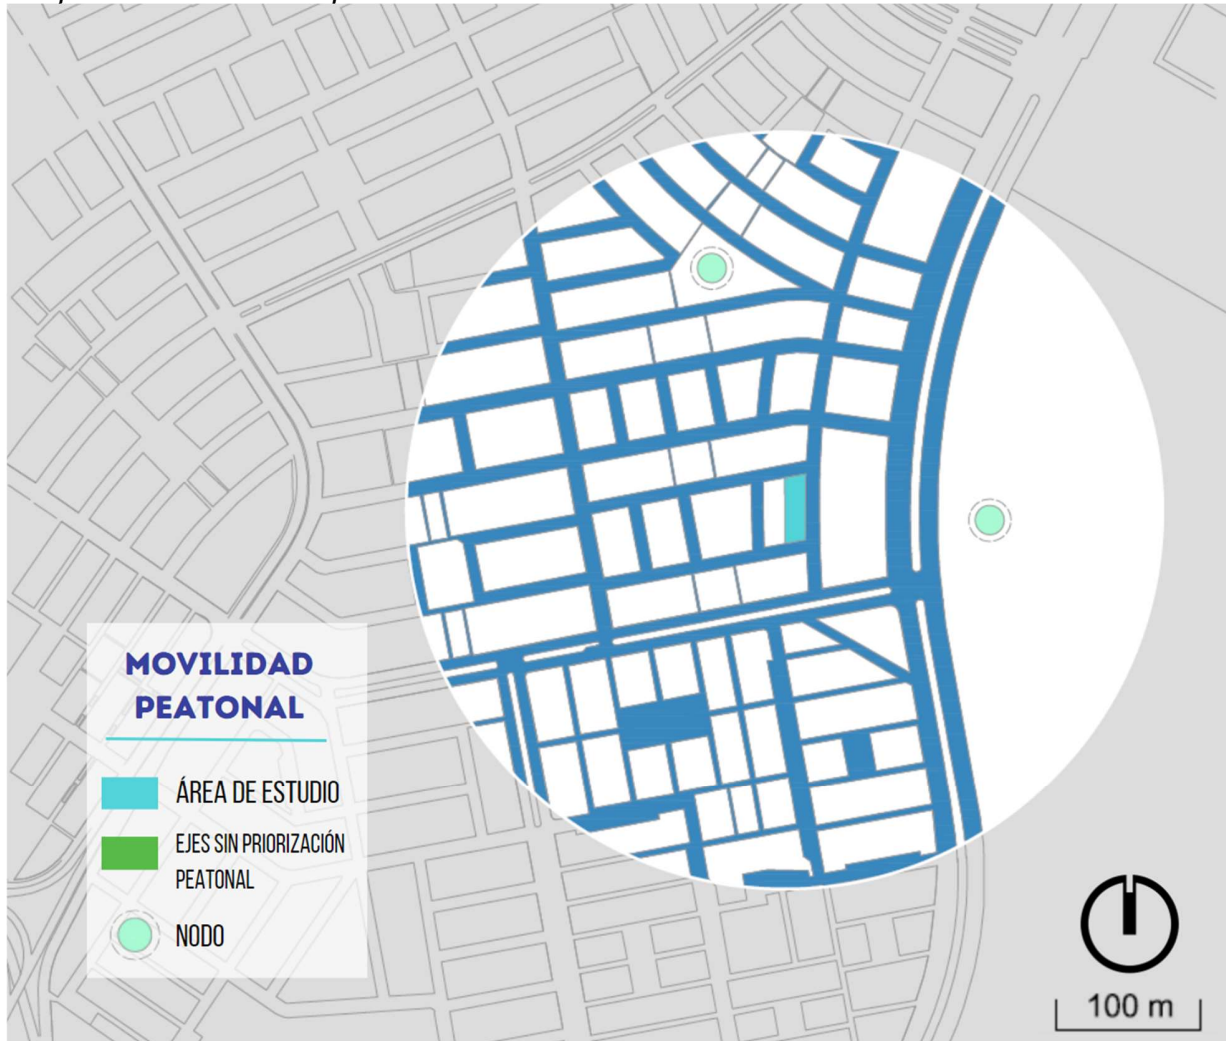 MOVILIDAD
PEATONAL
ÁREA DE ESTUDIO
EJES SIN PRIORIZACIÓN
PEATONAL
NODO
100 m